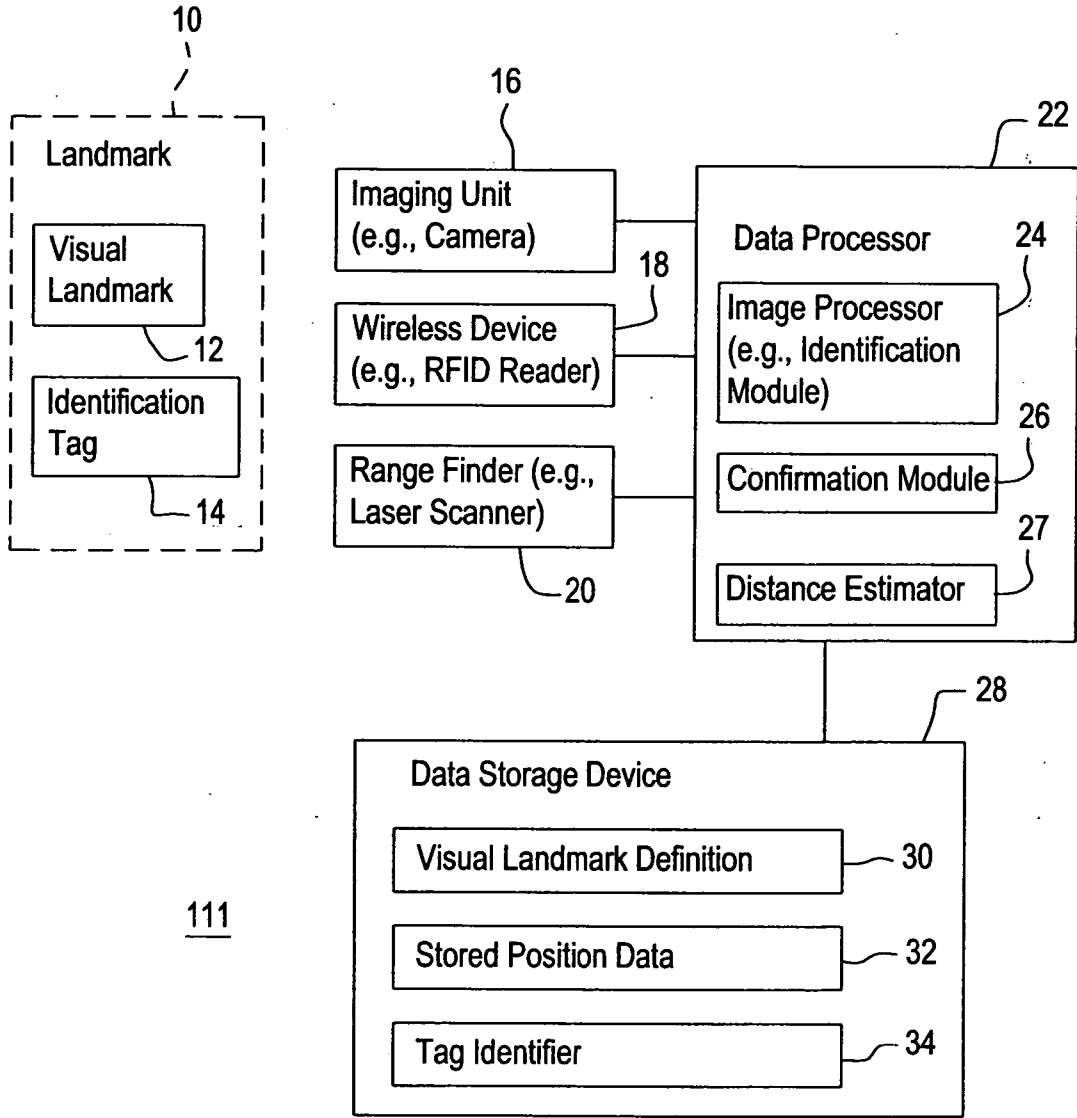 10
Landmark
Visual
Landmark
12
Identification
Tag
14
16
Imaging Unit
(e.g., Camera)
18
Wireless Device
(e.g., RFID Reader)
Range Finder (e.g.,
Laser Scanner)
20
22
Data Processor
24
Image Processor
(e.g., Identification
Module)
26
Confirmation Module
27
Distance Estimator
28
Data Storage Device
Visual Landmark Definition
30
Stored Position Data
32
Tag Identifier
34
111